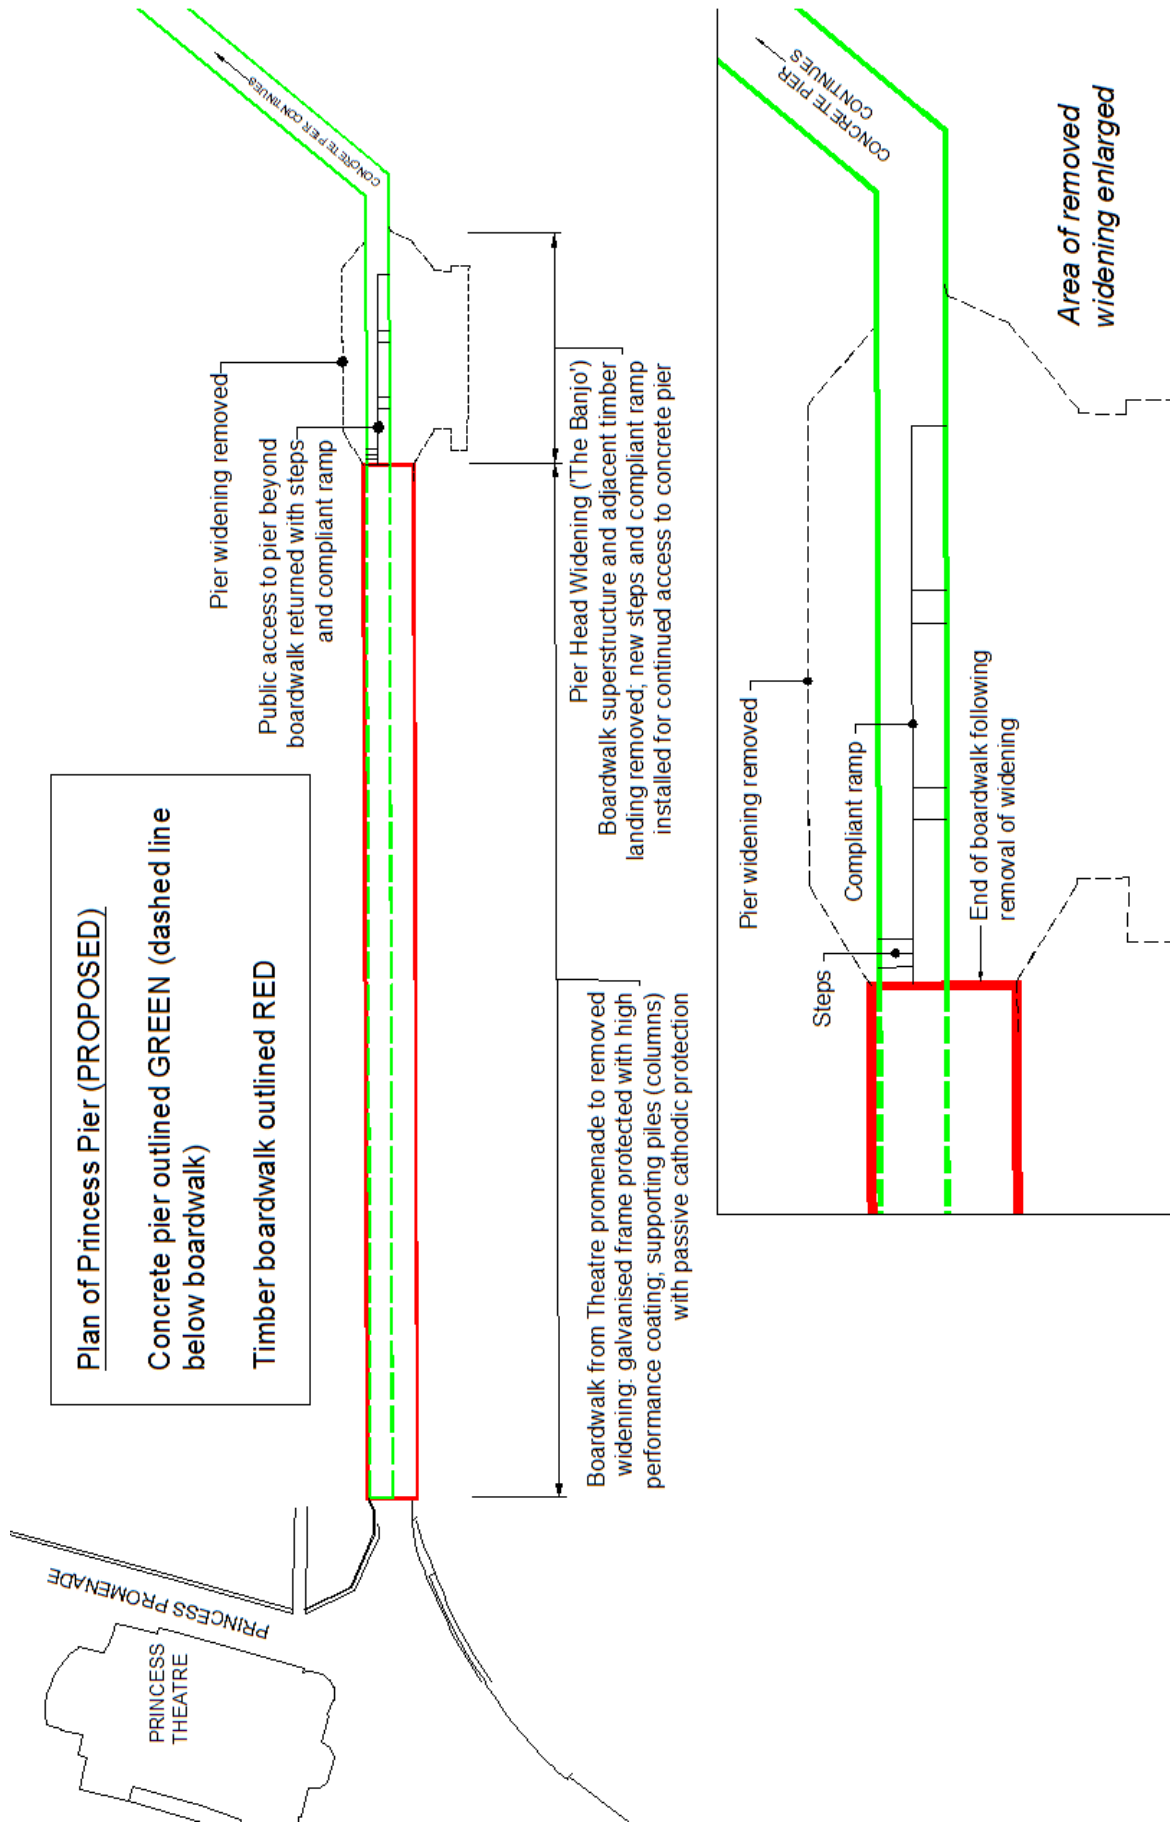 Plan of Princess Pier (PROPOSED)
Concrete pier outlined GREEN (dashed line
below boardwalk)
Timber boardwalk outlined RED
PRINCESS
THEATRE
PRINCESS PROMENADE
Pier widening removed
Public access to pier beyond
boardwalk returned with steps
and compliant ramp
CONCRETE PIER CONTINUES
Boardwalk from Theatre promenade to removed
widening: galvanised frame protected with high
performance coating; supporting piles (columns)
with passive cathodic protection
Pier Head Widening ('The Banjo')
Boardwalk superstructure and adjacent timber
landing removed; new steps and compliant ramp
installed for continued access to concrete pier
Pier widening removed
Compliant ramp
Steps
End of boardwalk following
removal of widening
CONCRETE PIER
CONTINUES
Area of removed
widening enlarged